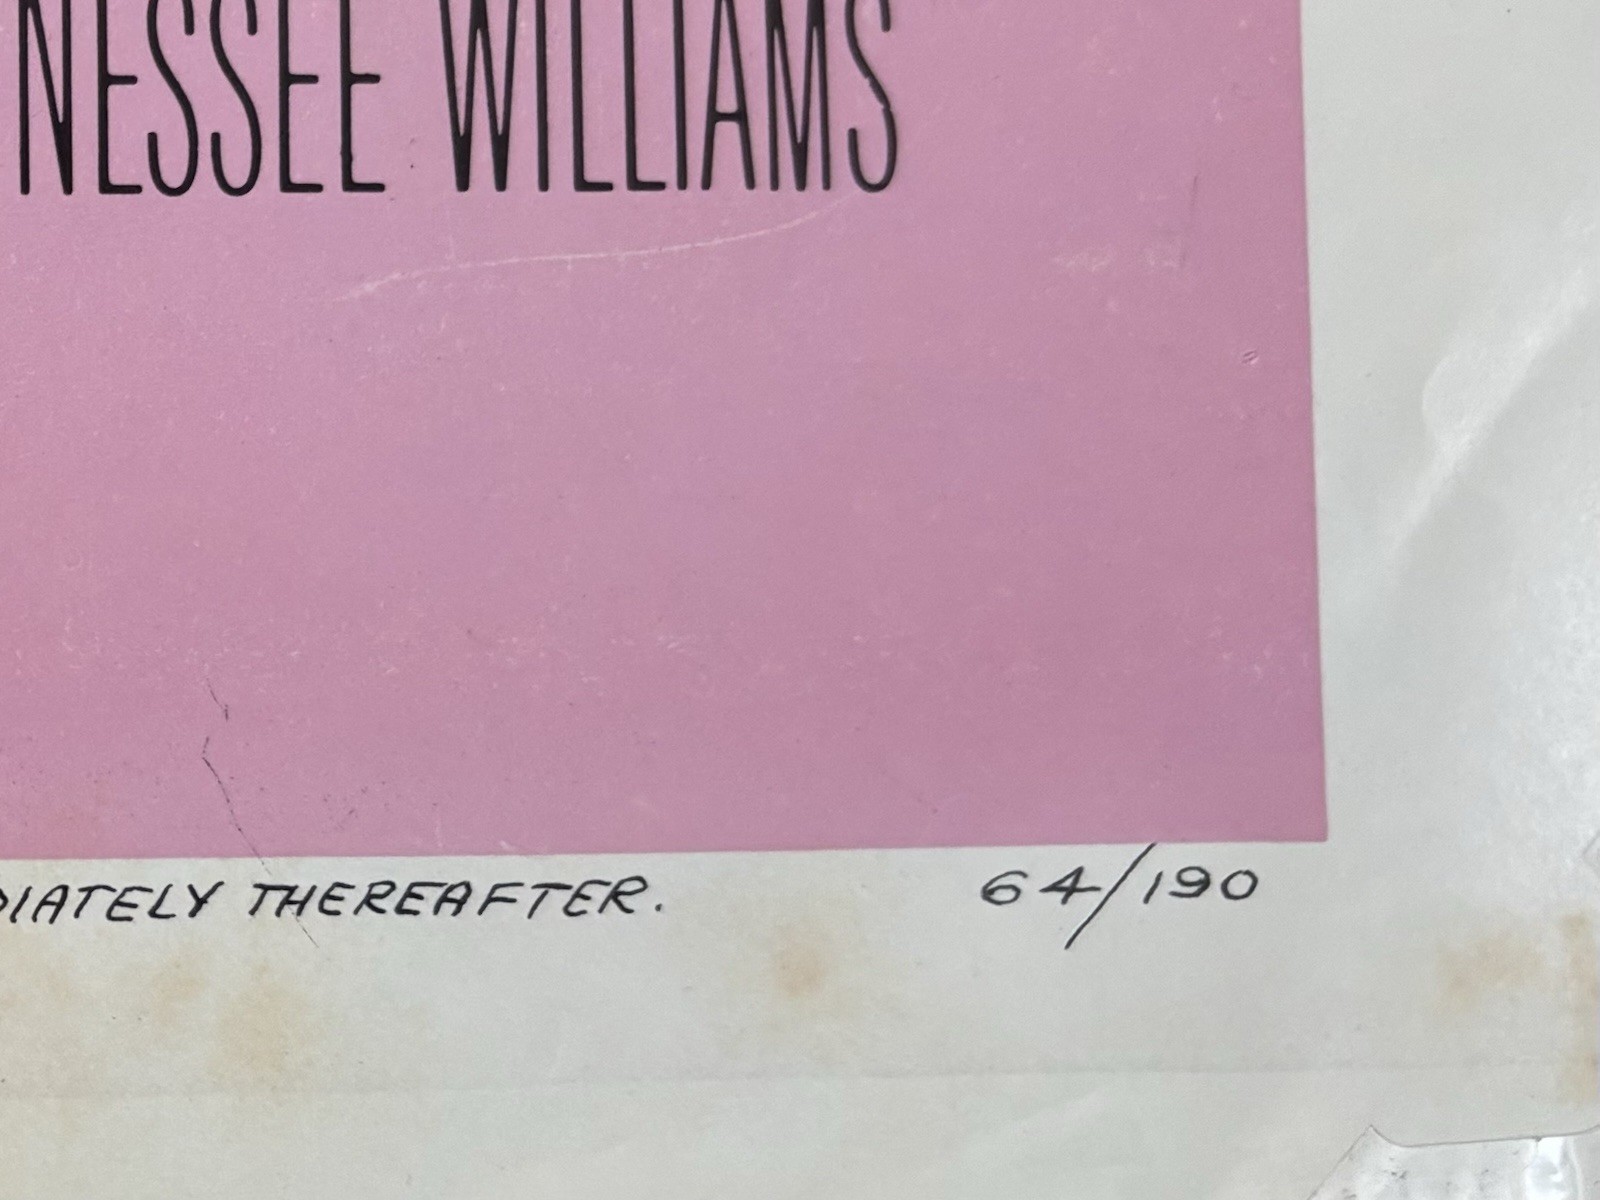 NESSEE WILLIAMS
DIATELY THEREAFTER. 64/190